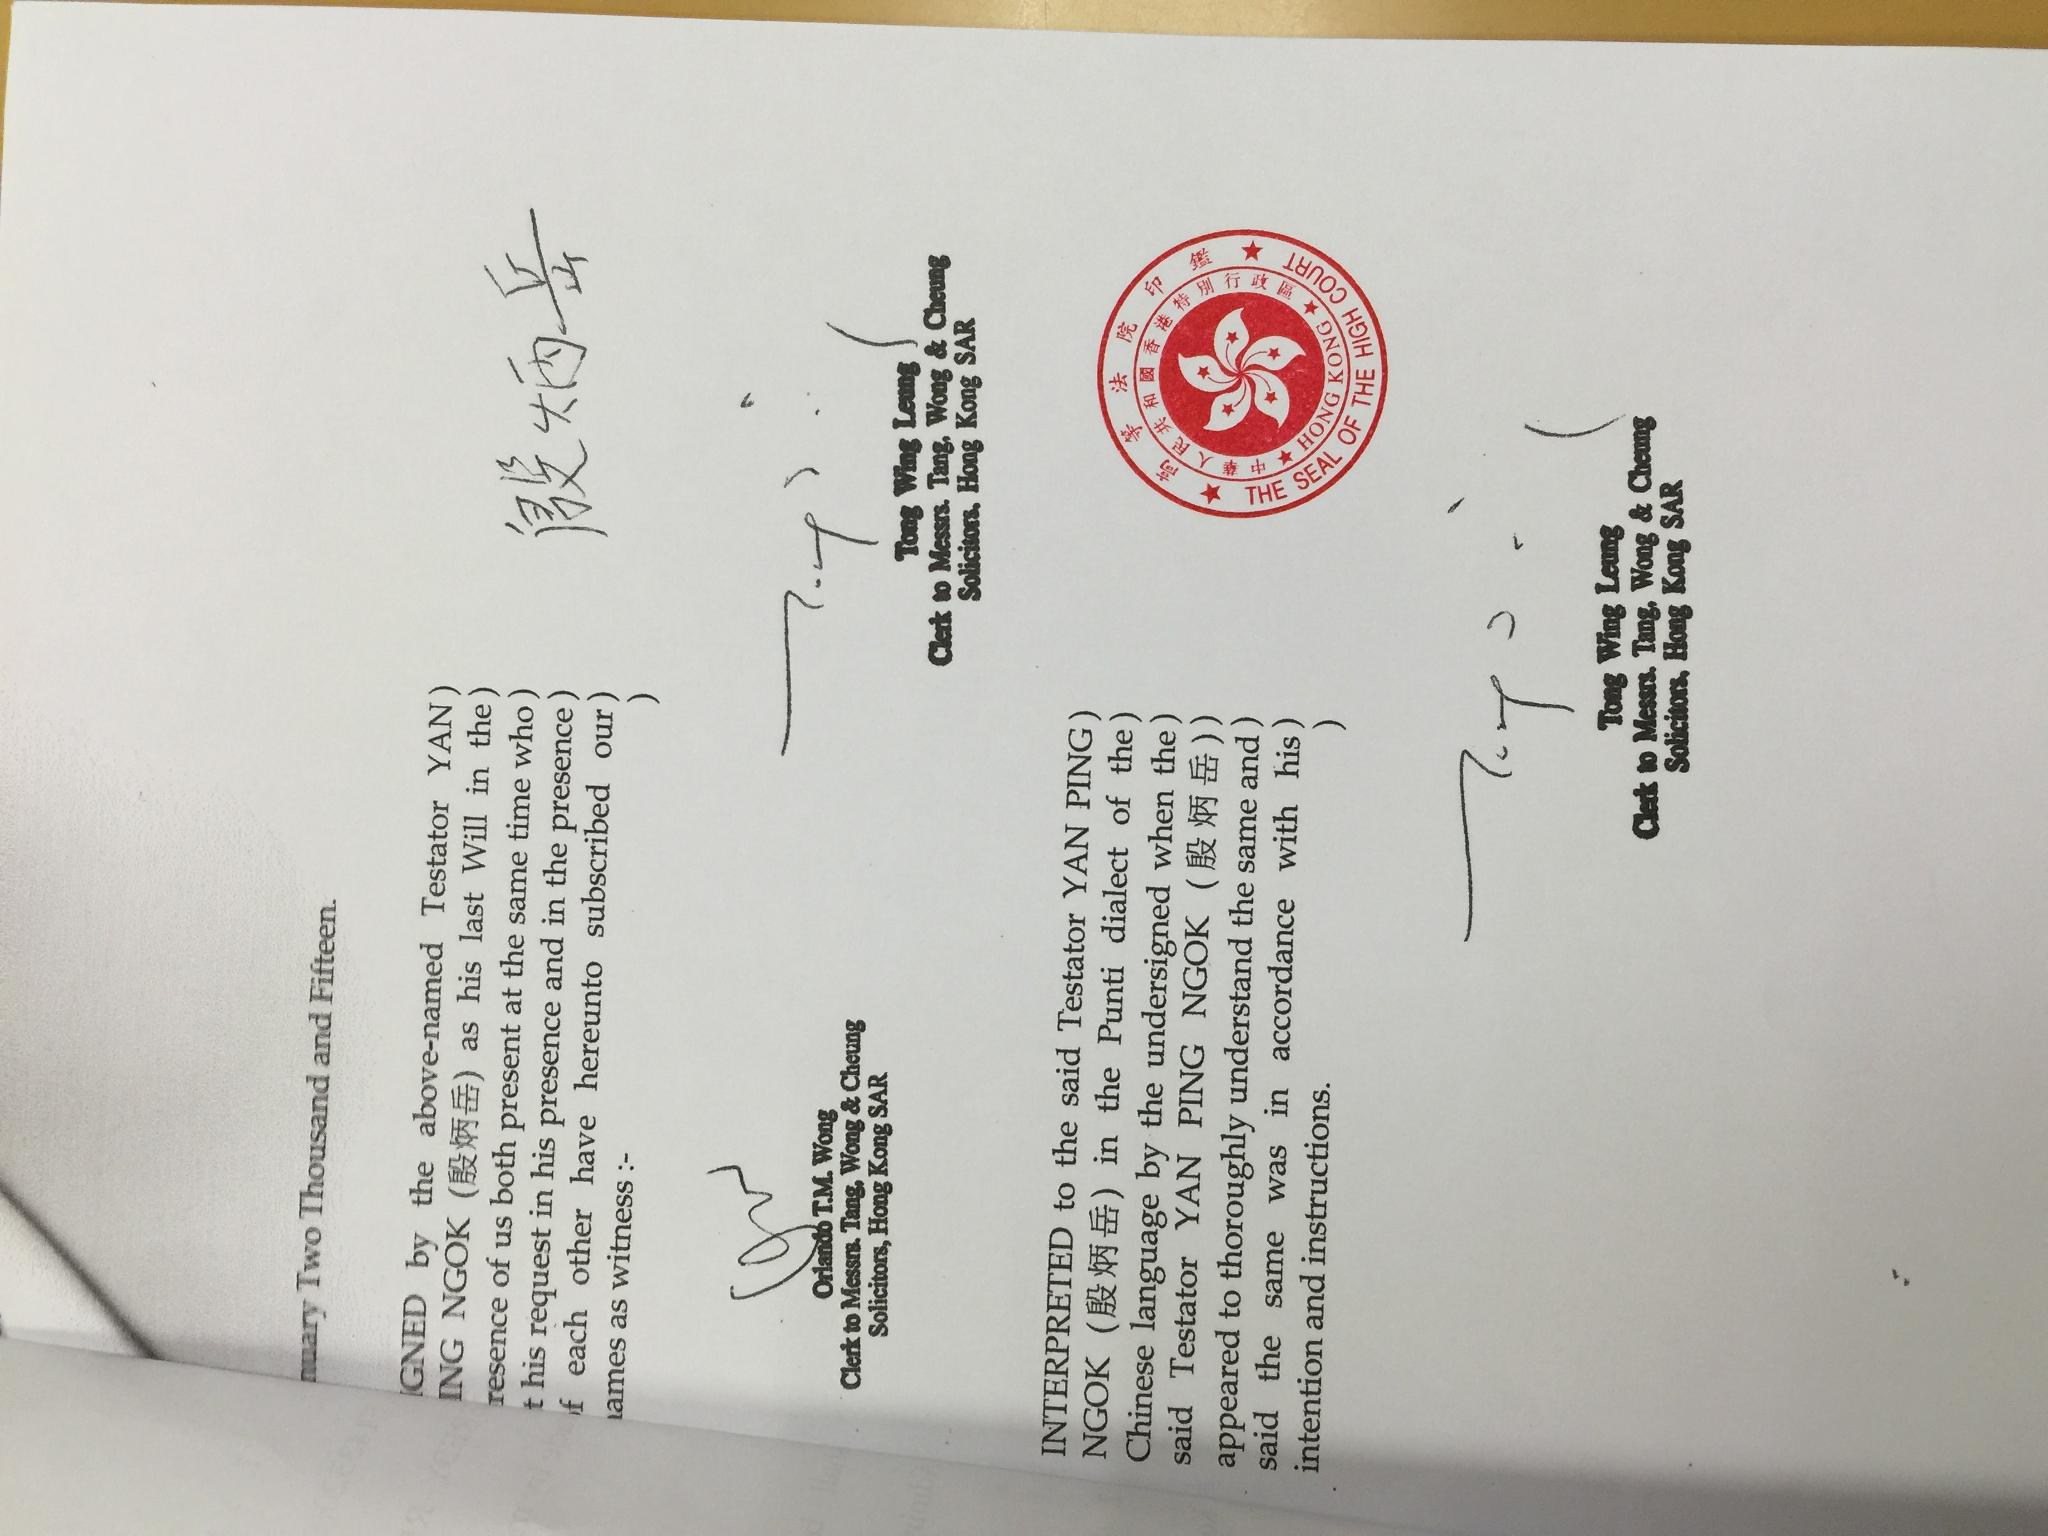 nuary Two Thousand and Fifteen.
IGNED by the above-named Testator YAN )
ING NGOK (殷炳岳) as his last Will in the )
resence of us both present at the same time who )
t his request in his presence and in the presence )
of each other have hereunto subscribed our )
names as witness :- )
殷炳岳
Orlando T.M. Wong
Clerk to Messrs. Tang, Wong & Cheung
Solicitors, Hong Kong SAR
Tong Wing Leung
Clerk to Messrs. Tang, Wong & Cheung
Solicitors, Hong Kong SAR
INTERPRETED to the said Testator YAN PING )
NGOK (殷炳岳) in the Punti dialect of the )
Chinese language by the undersigned when the )
said Testator YAN PING NGOK (殷炳岳) )
appeared to thoroughly understand the same and )
said the same was in accordance with his )
intention and instructions. )
高等法院印鑑
中華人民共和國香港特別行政區
HONG KONG
THE SEAL OF THE HIGH COURT
Tong Wing Leung
Clerk to Messrs. Tang, Wong & Cheung
Solicitors, Hong Kong SAR